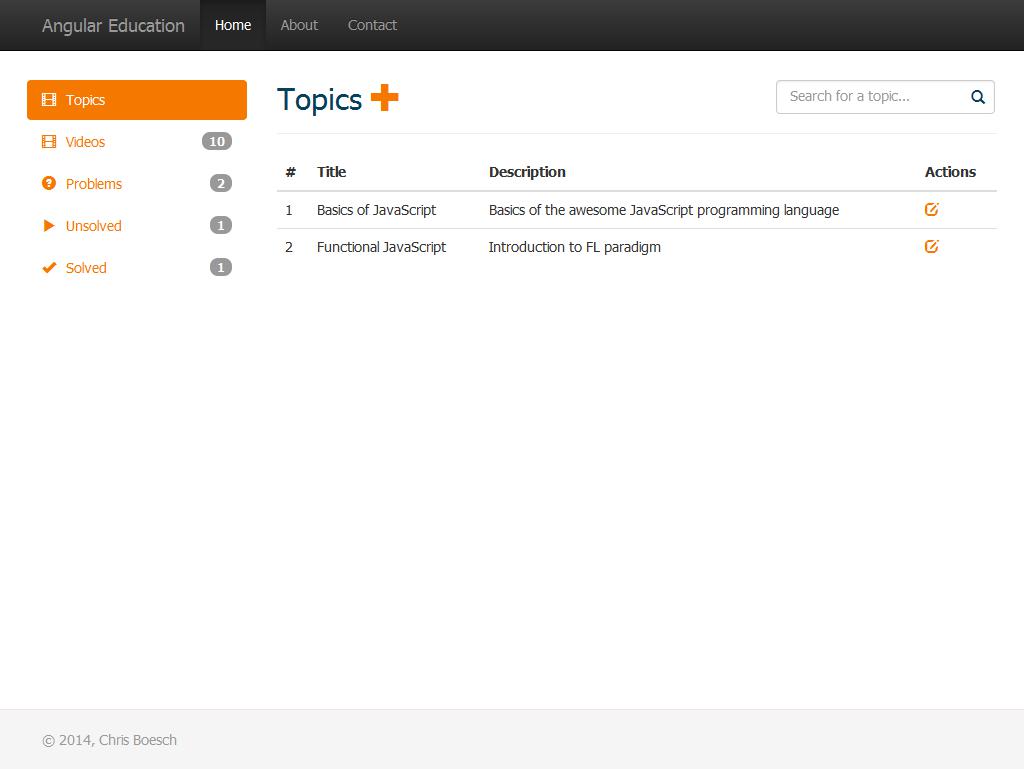 Angular Education Home About Contact
Topics
Videos 10
Problems 2
Unsolved 1
Solved 1
Topics
Search for a topic...
# Title Description Actions
1 Basics of JavaScript Basics of the awesome JavaScript programming language
2 Functional JavaScript Introduction to FL paradigm
© 2014, Chris Boesch